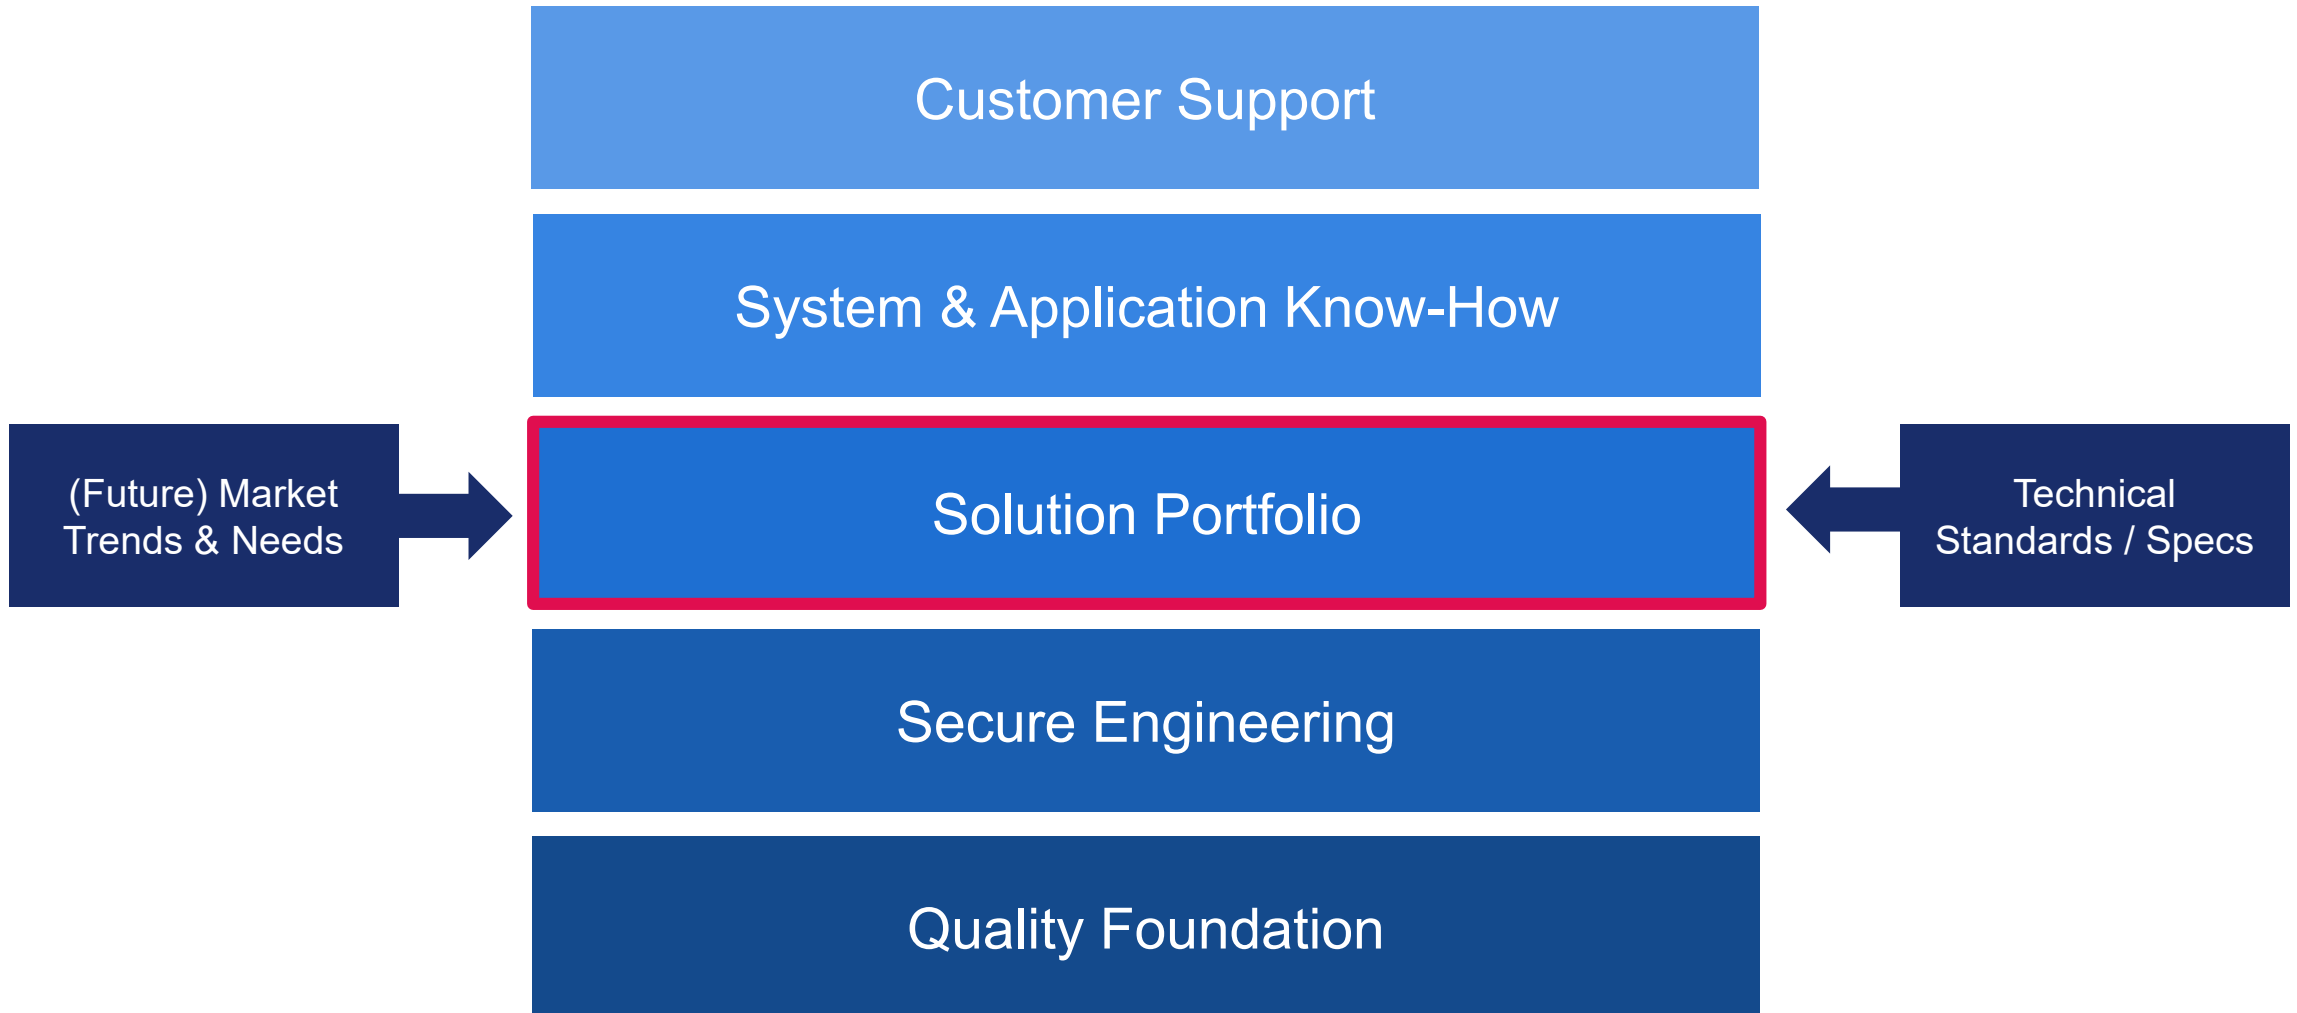 Customer Support
System & Application Know-How
(Future) Market
Trends & Needs
Solution Portfolio
Technical
Standards / Specs
Secure Engineering
Quality Foundation